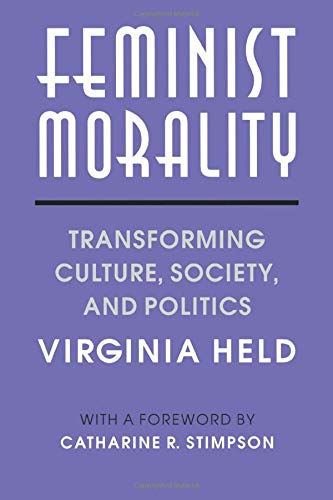 FEMINIST
MORALITY
TRANSFORMING
CULTURE, SOCIETY,
AND POLITICS
VIRGINIA HELD
WITH A FOREWORD BY
CATHARINE R. STIMPSON